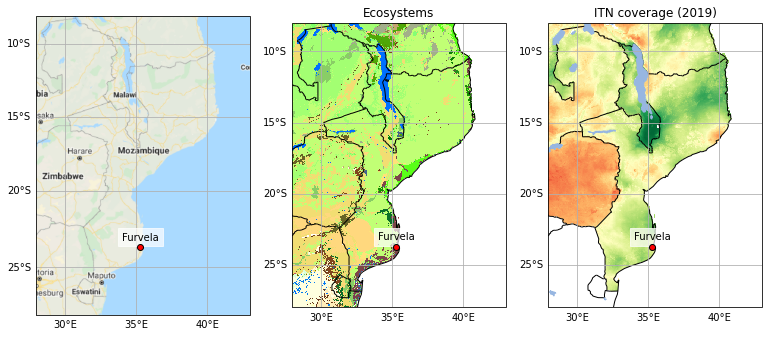 Ecosystems
ITN coverage (2019)
10°S
15°S
20°S
25°S
30°E
35°E
40°E
Co
bia
Malawi
saka
Harare
Mozambique
Zimbabwe
Furvela
toria
Maputo
esburg
Eswatini
10°S
15°S
20°S
25°S
30°E
35°E
40°E
Furvela
10°S
15°S
20°S
25°S
30°E
35°E
40°E
Furvela